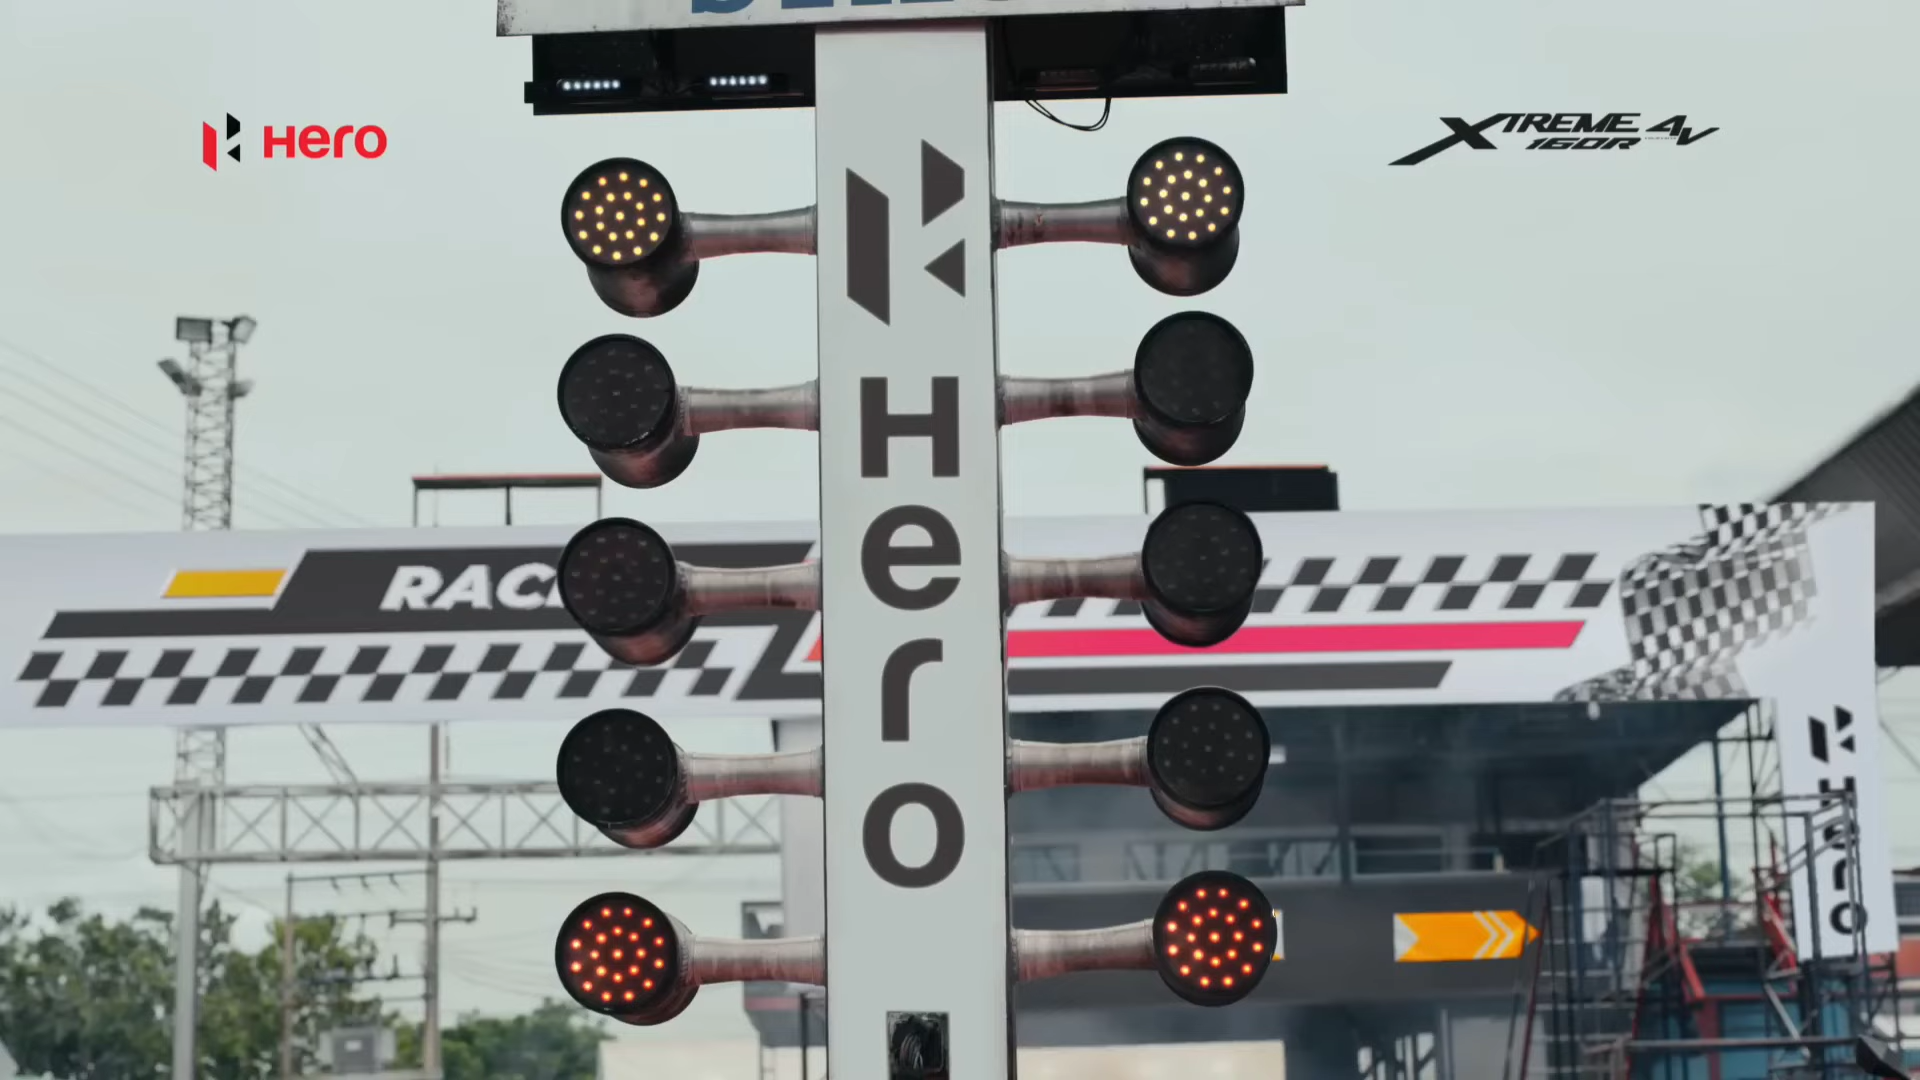 Hero
XTREME 4V
160R
Hero
RAC
Hero